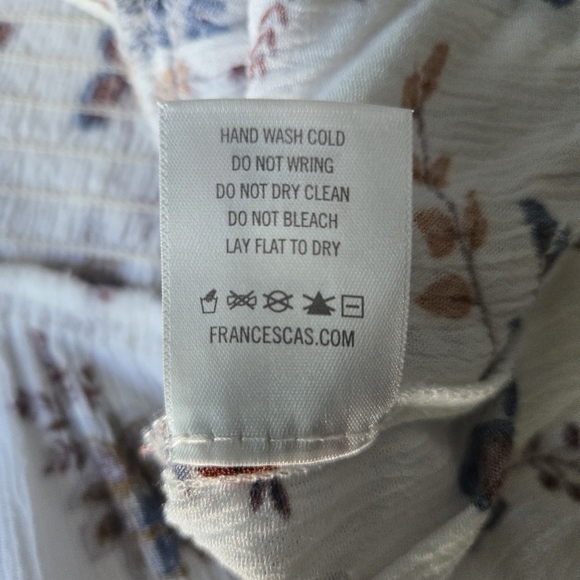 HAND WASH COLD
DO NOT WRING
DO NOT DRY CLEAN
DO NOT BLEACH
LAY FLAT TO DRY
FRANCESCAS.COM